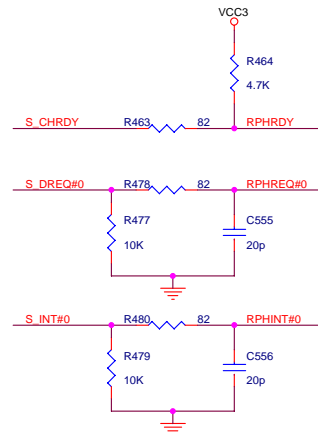 VCC3
R464
4.7K
S_CHRDY R463 82 RPHRDY
S_DREQ#0 R478 82 RPHREQ#0
R477 C555
10K 20p
S_INT#0 R480 82 RPHINT#0
R479 C556
10K 20p